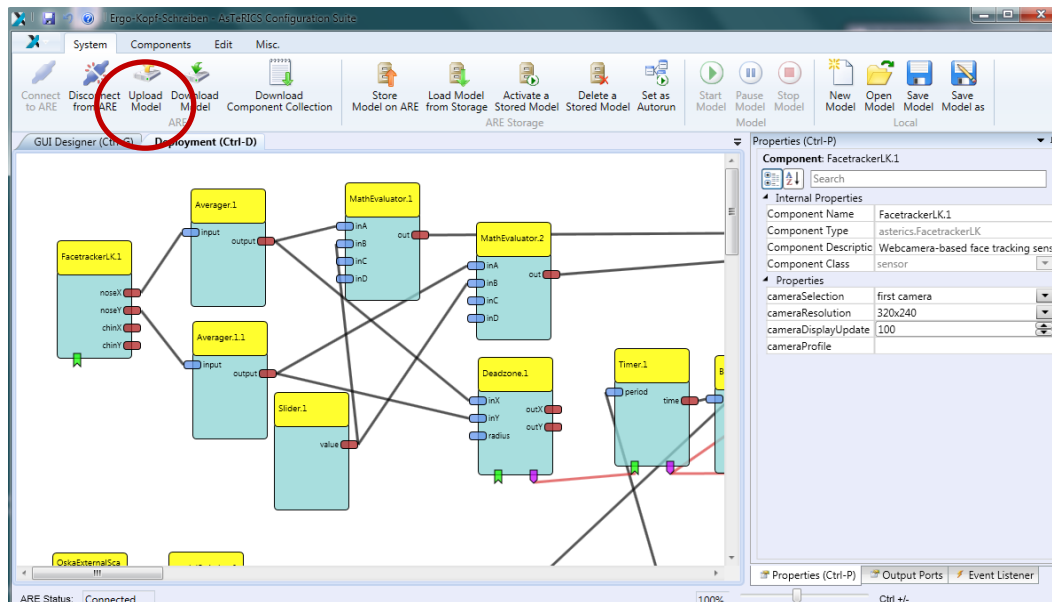 Ergo-Kopf-Schreiben - AsTeRICS Configuration Suite
System Components Edit Misc.
Connect to ARE
Disconnect from ARE
Upload Model
Download Model
Download Component Collection
ARE
Store Model on ARE
Load Model from Storage
Activate a Stored Model
Delete a Stored Model
Set as Autorun
ARE Storage
Start Model
Pause Model
Stop Model
Model
New Model
Open Model
Save Model
Save Model as
Local
GUI Designer (Ctrl-G) Deployment (Ctrl-D)
FacetrackerLK.1
noseX
noseY
chinX
chinY
Averager.1
input
output
Averager.1.1
input
output
Slider.1
value
MathEvaluator.1
inA
out
inB
inC
inD
MathEvaluator.2
inA
out
inB
inC
inD
Deadzone.1
inX
outX
inY
outY
radius
Timer.1
period
time
B
OskaExternalSca
Properties (Ctrl-P)
Component: FacetrackerLK.1
Search
Internal Properties
Component Name FacetrackerLK.1
Component Type asterics.FacetrackerLK
Component Descriptic Webcamera-based face tracking sens
Component Class sensor
Properties
cameraSelection first camera
cameraResolution 320x240
cameraDisplayUpdate 100
cameraProfile
Properties (Ctrl-P) Output Ports Event Listener
ARE Status: Connected 100% Ctrl +/-